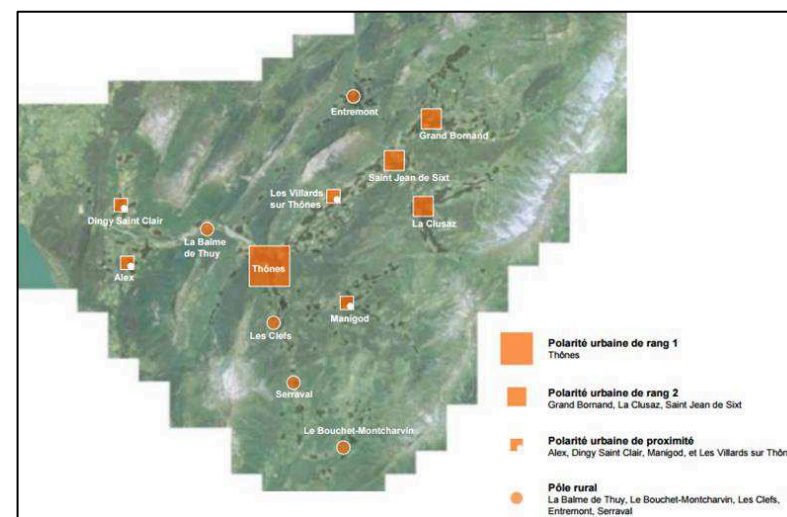 Entremont
Grand Bornand
Saint Jean de Sixt
Les Villards
sur Thônes
Dingy Saint Clair
La Clusaz
La Balme
de Thuy
Alex
Thônes
Manigod
Les Clefs
Serraval
Le Bouchet-Montcharvin
Polarité urbaine de rang 1
Thônes
Polarité urbaine de rang 2
Grand Bornand, La Clusaz, Saint Jean de Sixt
Polarité urbaine de proximité
Alex, Dingy Saint Clair, Manigod, et Les Villards sur Thôn
Pôle rural
La Balme de Thuy, Le Bouchet-Montcharvin, Les Clefs,
Entremont, Serraval